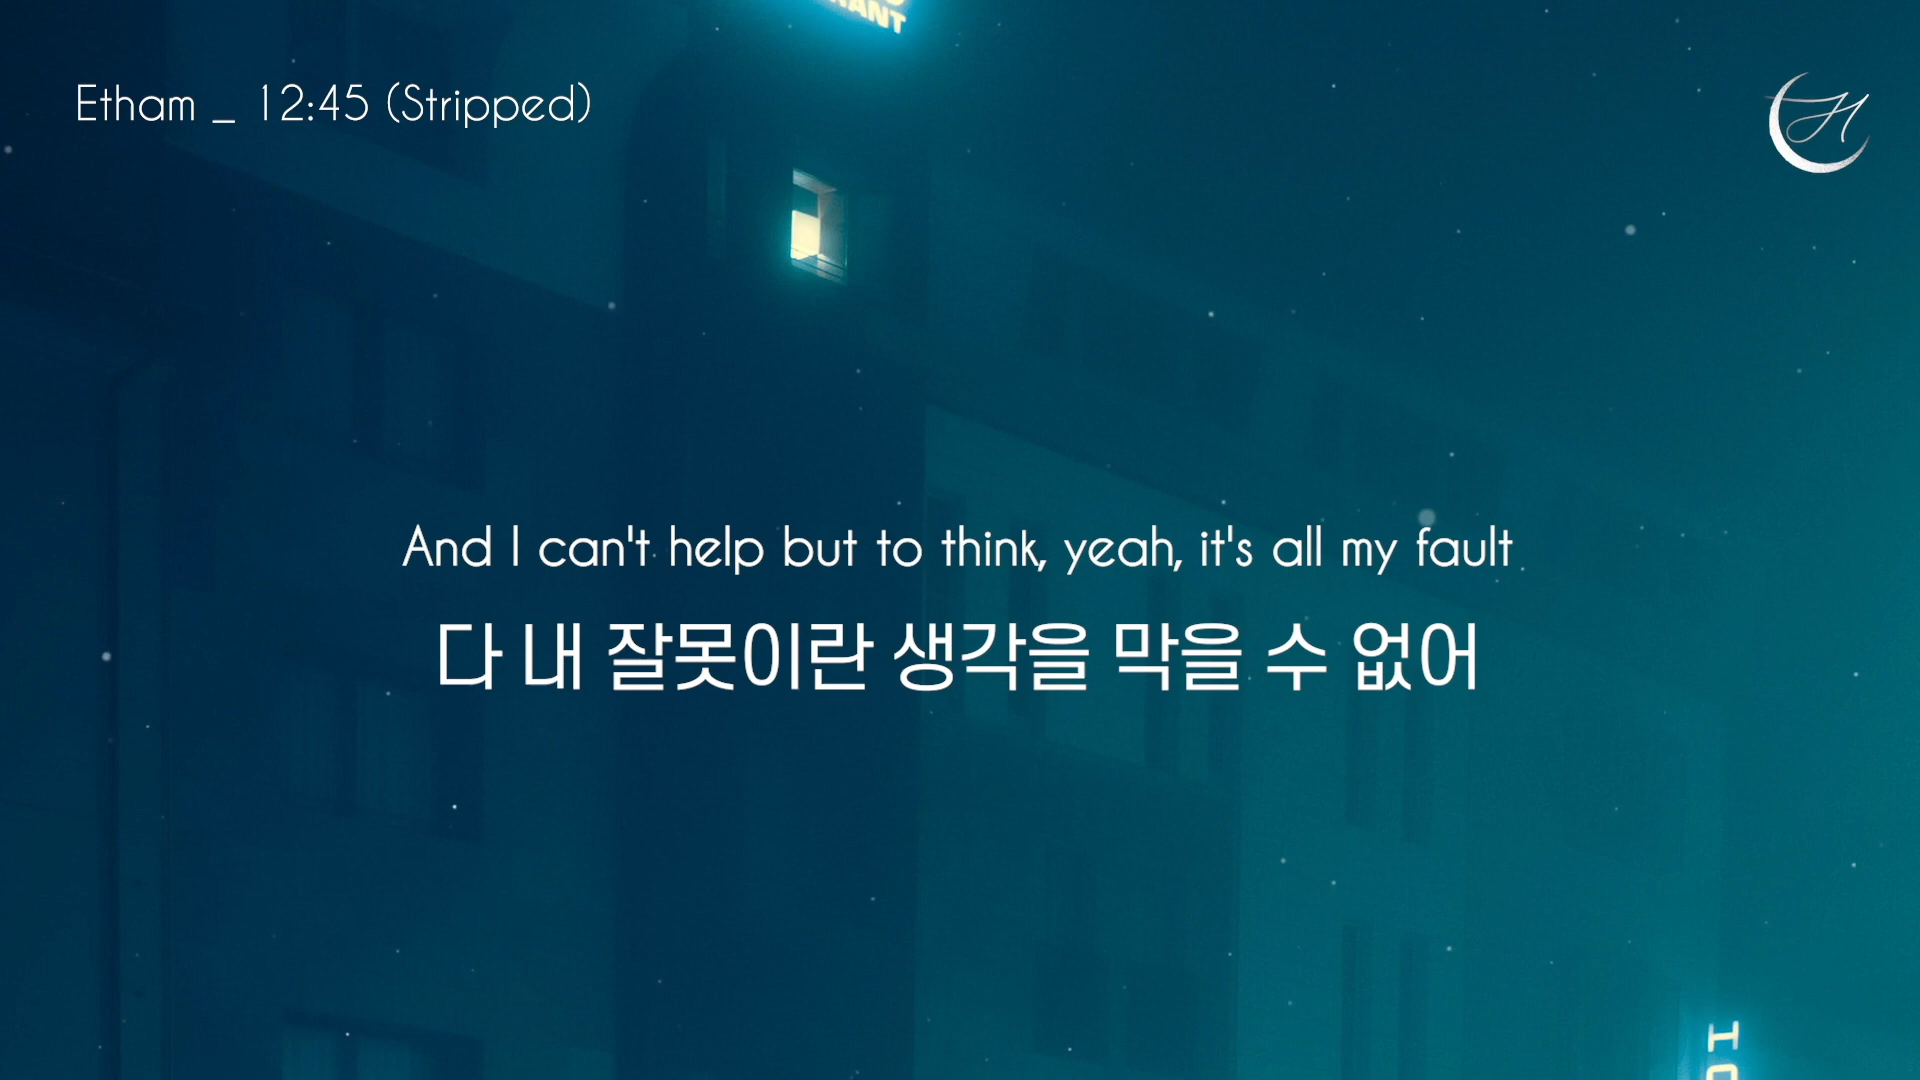 Etham _ 12:45 (Stripped)
And I can't help but to think, yeah, it's all my fault
다 내 잘못이란 생각을 막을 수 없어